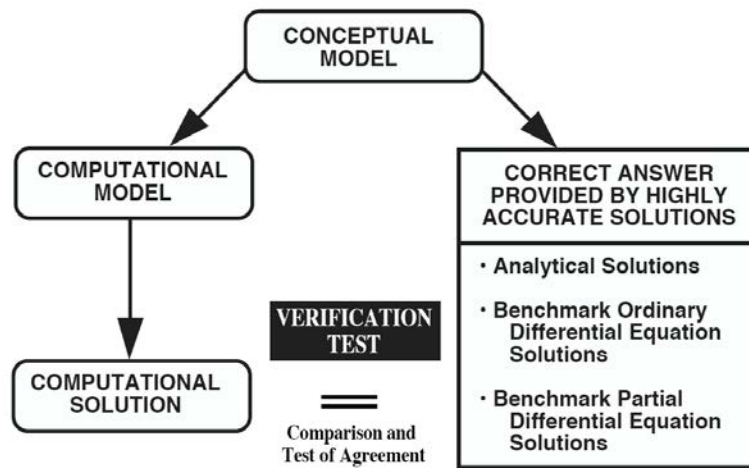 CONCEPTUAL
MODEL
COMPUTATIONAL
MODEL
COMPUTATIONAL
SOLUTION
VERIFICATION
TEST
Comparison and
Test of Agreement
CORRECT ANSWER
PROVIDED BY HIGHLY
ACCURATE SOLUTIONS
· Analytical Solutions
· Benchmark Ordinary
Differential Equation
Solutions
· Benchmark Partial
Differential Equation
Solutions